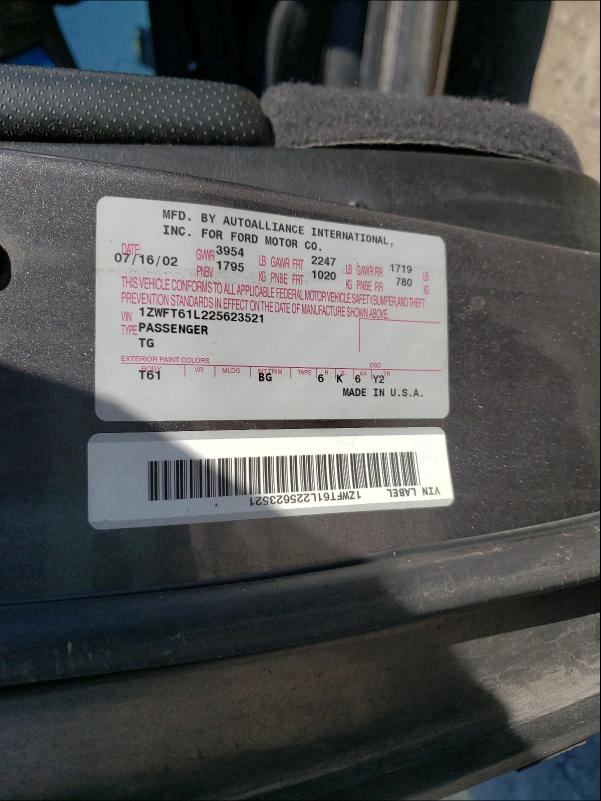 MFD. BY AUTOALLIANCE INTERNATIONAL,
INC. FOR FORD MOTOR CO.
DATE: 07/16/02 GVWR 3954 LB GAWR FRT 2247 LB GAWR RR 1719 LB
PNBV 1795 KG PNBE FRT 1020 KG PNBE RR 780 KG
THIS VEHICLE CONFORMS TO ALL APPLICABLE FEDERAL MOTOR VEHICLE SAFETY, BUMPER, AND THEFT
PREVENTION STANDARDS IN EFFECT ON THE DATE OF MANUFACTURE SHOWN ABOVE.
VIN 1ZWFT61L225623521
TYPE PASSENGER
TG
EXTERIOR PAINT COLORS DSO
BODY VR MLDG INT TRIM TAPE R S AX TR
T61 BG 6 K 6 Y2
MADE IN U.S.A.
VIN LABEL
1ZWFT61L225623521